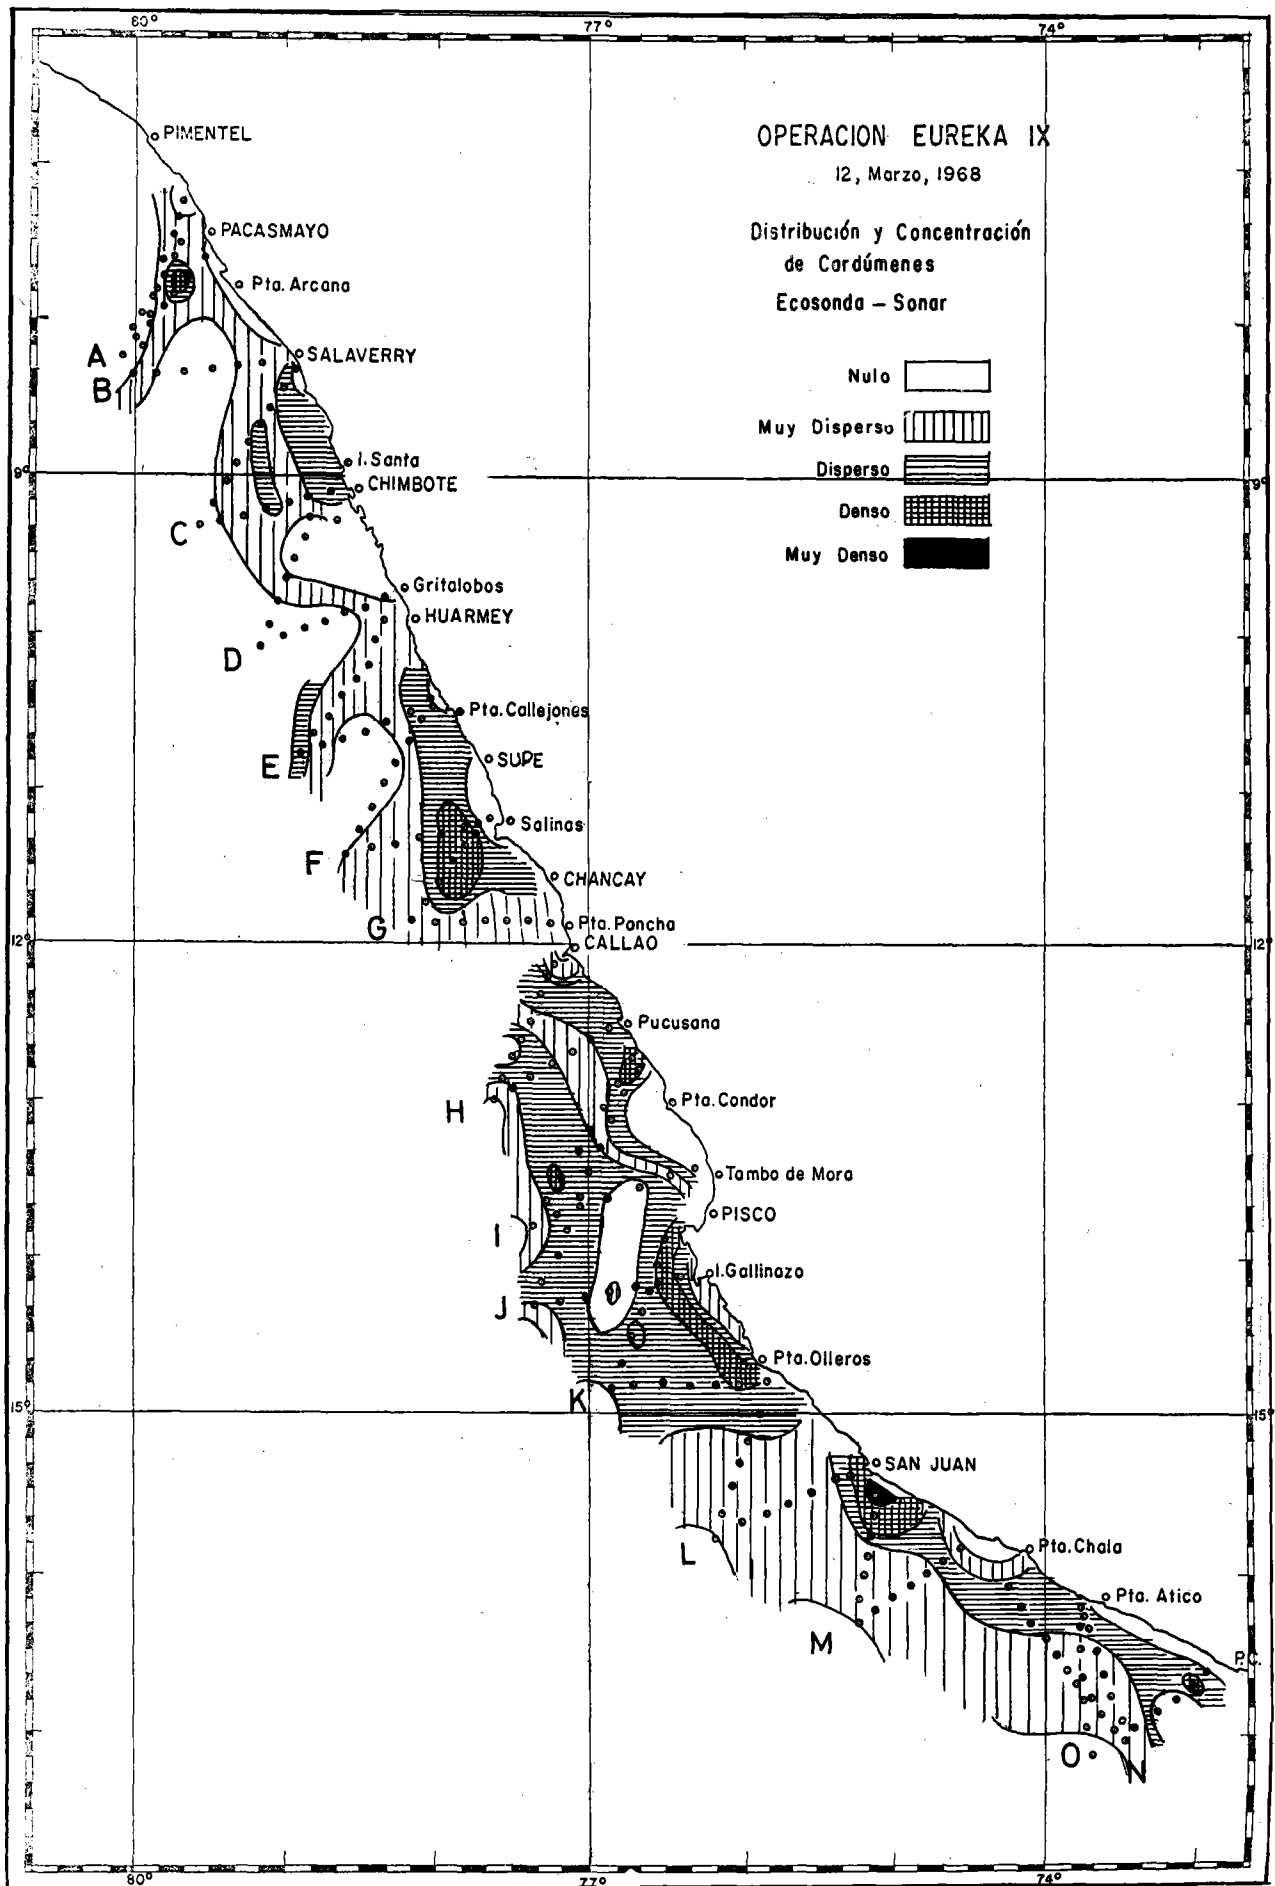 80°
77°
74°
OPERACION EUREKA IX
12, Marzo, 1968
Distribución y Concentración
de Cardúmenes
Ecosonda - Sonar
Nulo
Muy Disperso
Disperso
Denso
Muy Denso
PIMENTEL
PACASMAYO
Pta. Arcana
A
SALAVERRY
B
I. Santa
9°
9°
CHIMBOTE
C
Gritalobos
HUARMEY
D
Pta. Callejones
E
SUPE
Salinas
F
CHANCAY
G
Pta. Pancha
12°
CALLAO
12°
Pucusana
H
Pta. Condor
Tambo de Mora
PISCO
I
I. Gallinazo
J
Pta. Olleros
K
15°
15°
SAN JUAN
L
Pta. Chala
Pta. Atico
M
P.C.
O
N
80°
77°
74°